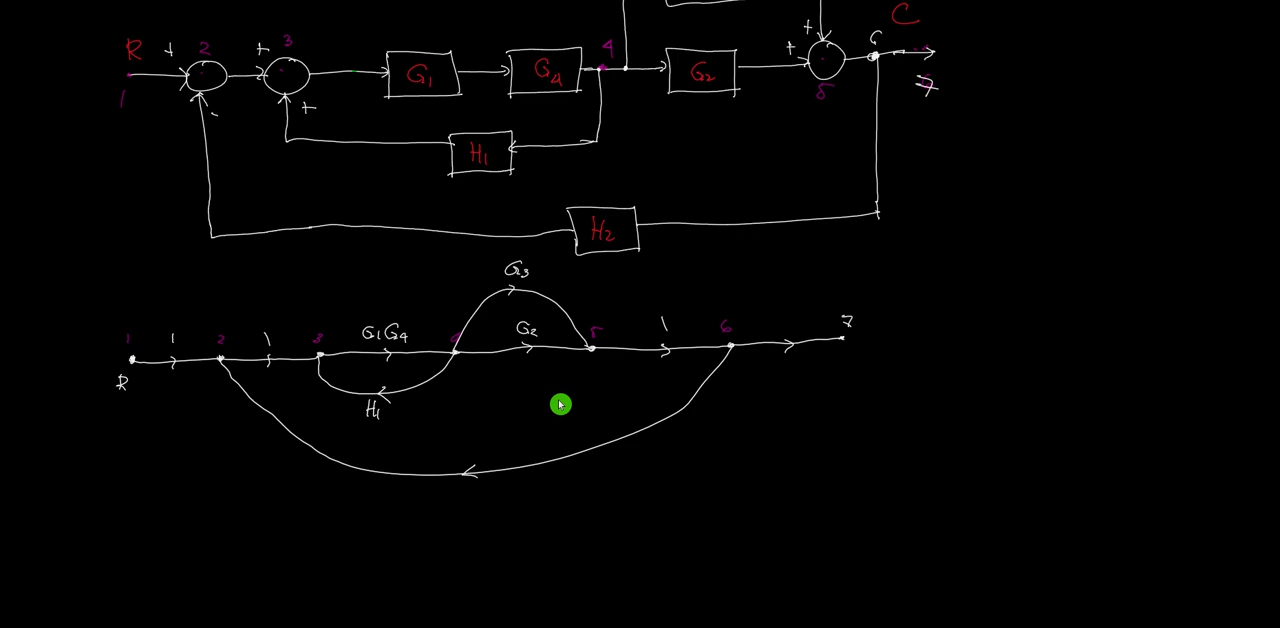 C
R + 2 + 3 4 + + 6
G1 G4 G2
1 - + 5 7
H1
H2
G3
1 1 2 1 3 G1G4 4 G2 5 1 6 7
R H1